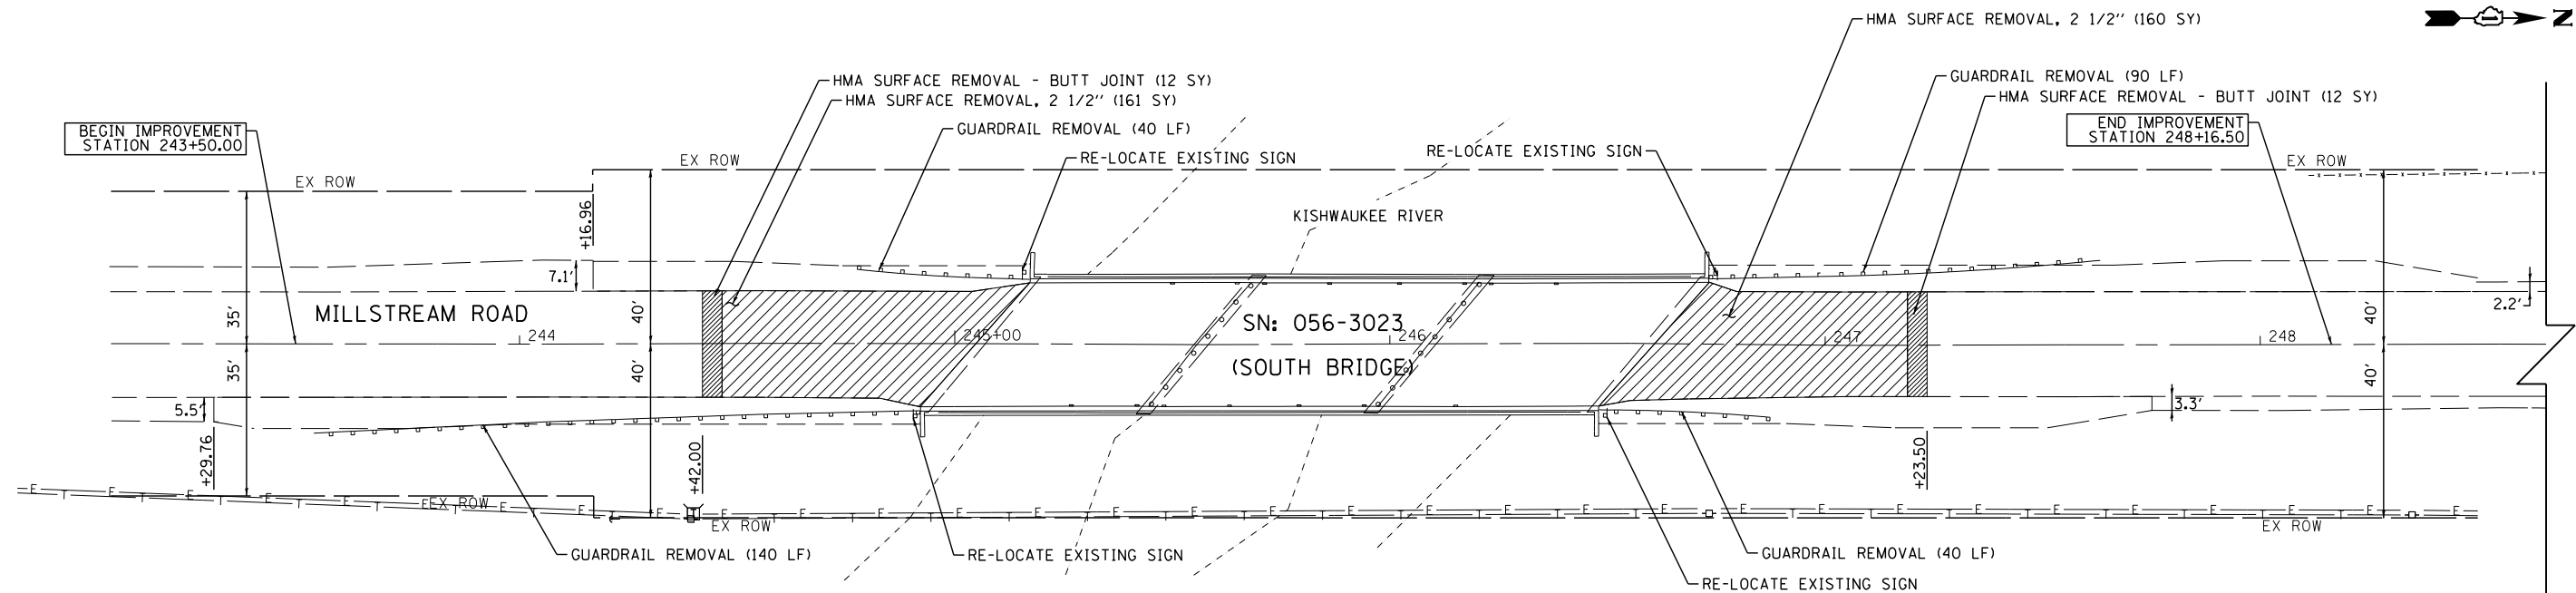 HMA SURFACE REMOVAL, 2 1/2" (160 SY)
N
HMA SURFACE REMOVAL - BUTT JOINT (12 SY)
HMA SURFACE REMOVAL, 2 1/2" (161 SY)
GUARDRAIL REMOVAL (90 LF)
HMA SURFACE REMOVAL - BUTT JOINT (12 SY)
BEGIN IMPROVEMENT
STATION 243+50.00
GUARDRAIL REMOVAL (40 LF)
END IMPROVEMENT
STATION 248+16.50
EX ROW
RE-LOCATE EXISTING SIGN
RE-LOCATE EXISTING SIGN
EX ROW
EX ROW
+16.96
KISHWAUKEE RIVER
7.1'
35'
MILLSTREAM ROAD
40'
SN: 056-3023
40'
2.2'
244
245+00
246
247
248
35'
40'
(SOUTH BRIDGE)
40'
5.5'
3.3'
+29.76
+42.00
+23.50
E T E T E T E T E T E T E T E T E
EX ROW
EX ROW
EX ROW
GUARDRAIL REMOVAL (140 LF)
RE-LOCATE EXISTING SIGN
GUARDRAIL REMOVAL (40 LF)
RE-LOCATE EXISTING SIGN